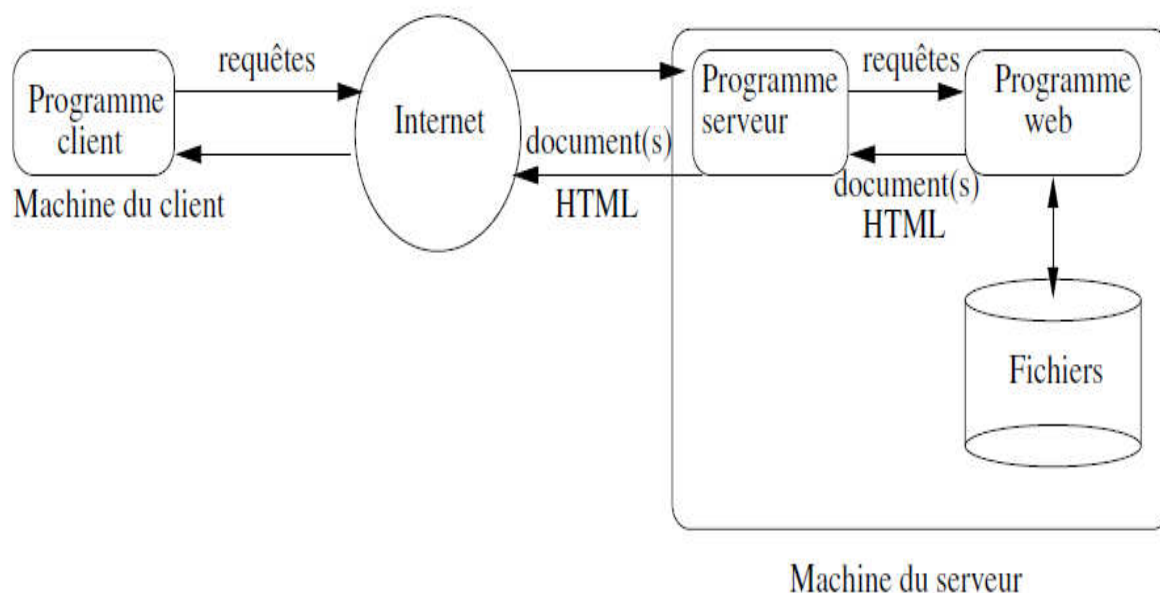 Programme
client
Machine du client
requêtes
Internet
document(s)
HTML
Programme
serveur
requêtes
document(s)
HTML
Programme
web
Fichiers
Machine du serveur